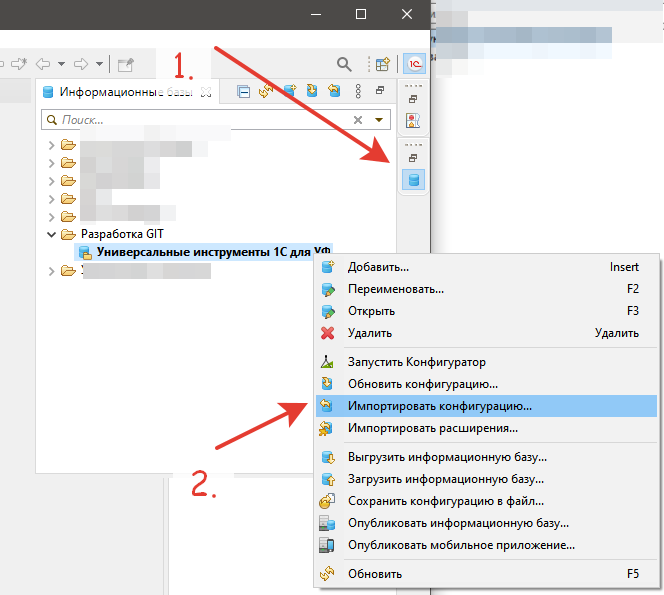 1.
1C
Информационные базы
Поиск...
Разработка GIT
Универсальные инструменты 1С для УФ
Добавить... Insert
Переименовать... F2
Открыть F3
Удалить Удалить
Запустить Конфигуратор
Обновить конфигурацию...
Импортировать конфигурацию...
Импортировать расширения...
2.
Выгрузить информационную базу...
Загрузить информационную базу...
Сохранить конфигурацию в файл...
Опубликовать информационную базу...
Опубликовать мобильное приложение...
Обновить F5